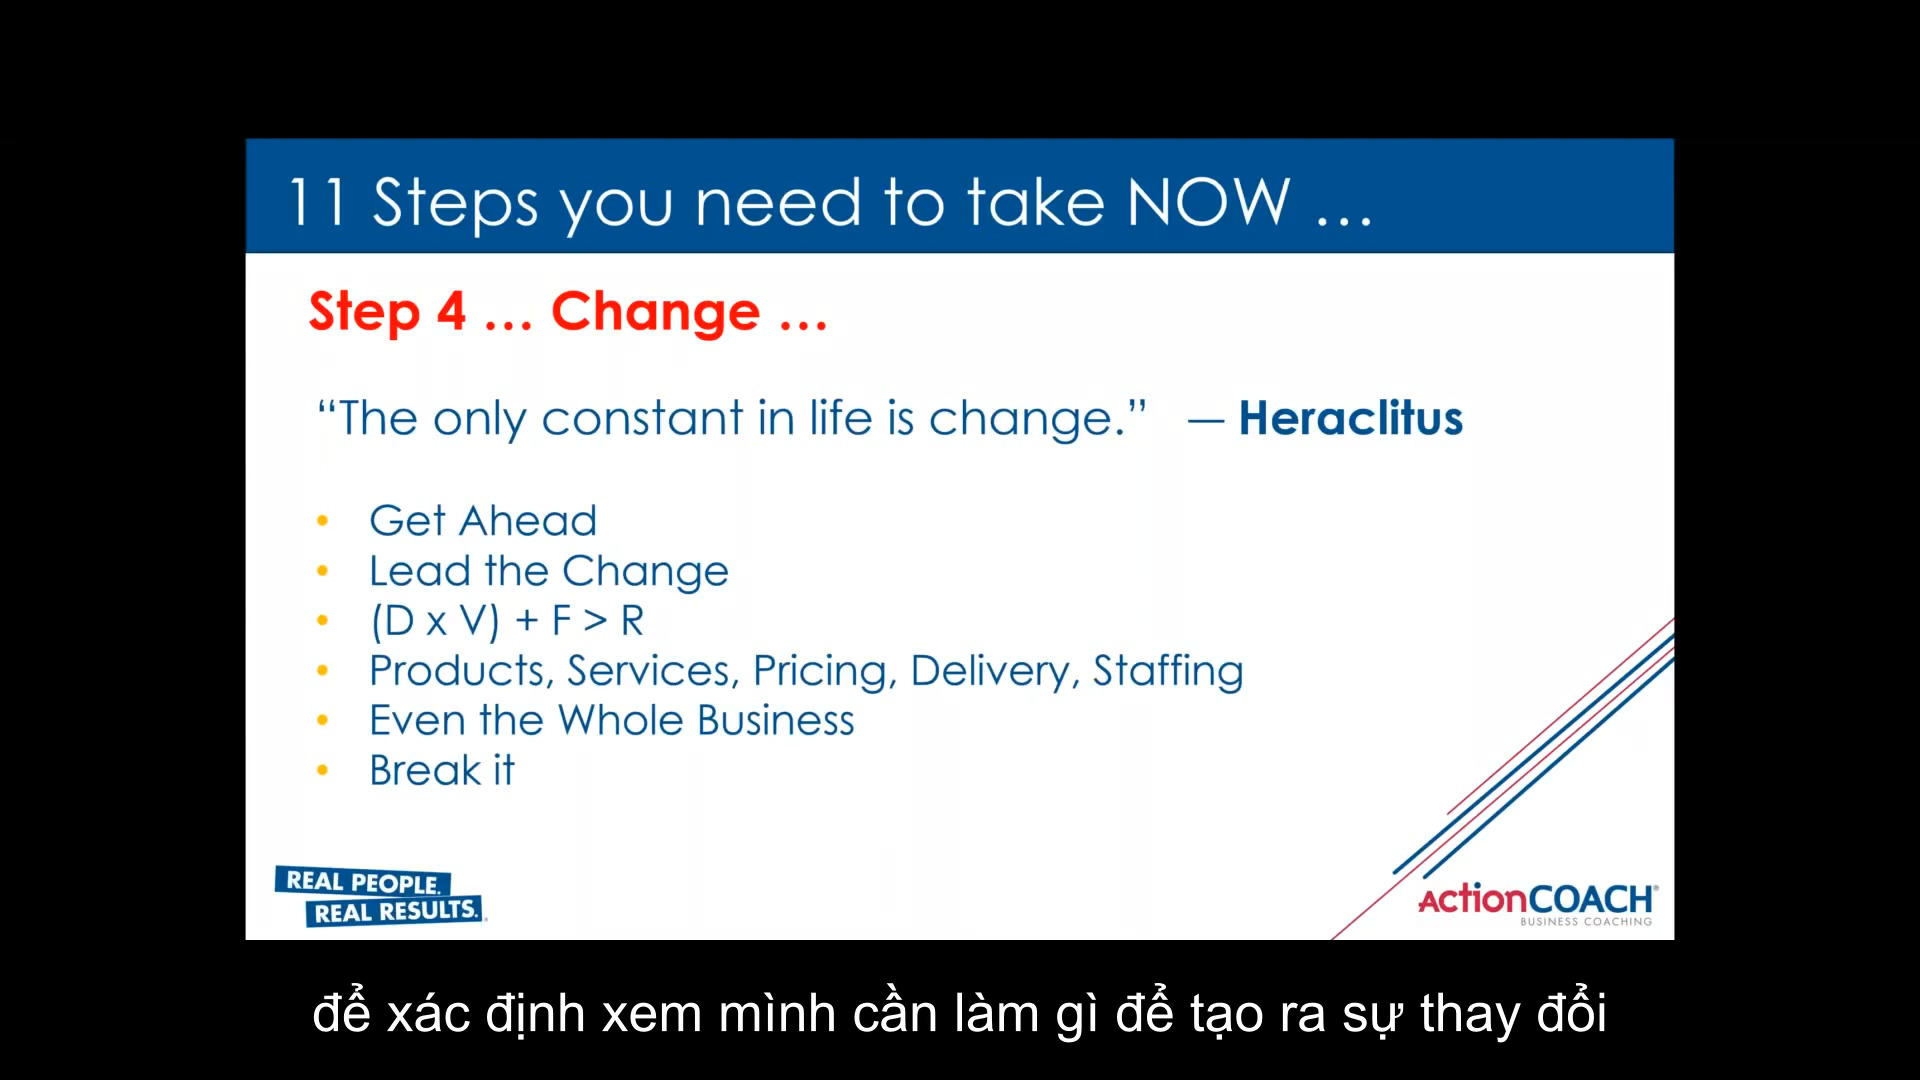 11 Steps you need to take NOW ...
Step 4 ... Change ...
“The only constant in life is change.” — Heraclitus
• Get Ahead
• Lead the Change
• (D x V) + F > R
• Products, Services, Pricing, Delivery, Staffing
• Even the Whole Business
• Break it
REAL PEOPLE.
REAL RESULTS.
ActionCOACH®
BUSINESS COACHING
để xác định xem mình cần làm gì để tạo ra sự thay đổi